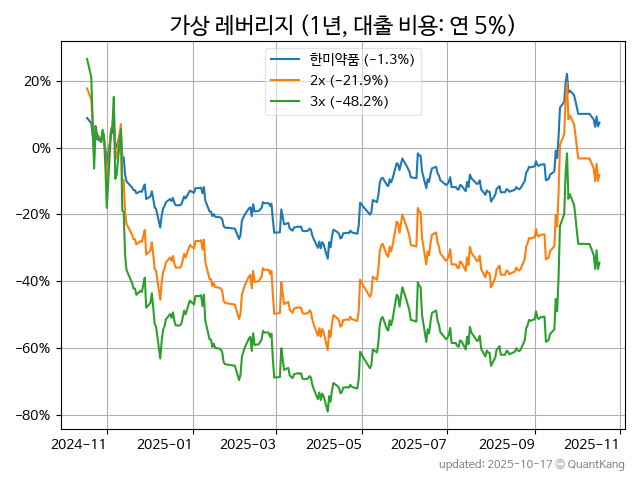 가상 레버리지 (1년, 대출 비용: 연 5%)
한미약품 (−1.3%)
2x (−21.9%)
3x (−48.2%)
20%
0%
−20%
−40%
−60%
−80%
2024-11
2025-01
2025-03
2025-05
2025-07
2025-09
2025-11
updated: 2025-10-17 © QuantKang